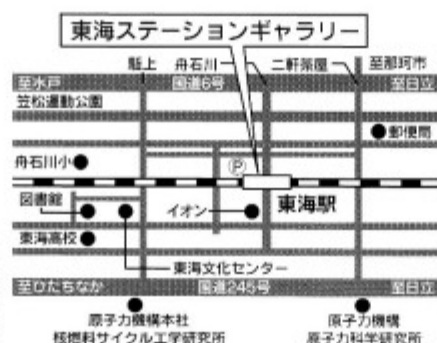 東海ステーションギャラリー
舟石川
二軒茶屋
至那珂市
至水戸
国道6号
至日立
笠松運動公園
郵便局
舟石川小
P
図書館
イオン
東海駅
東海高校
東海文化センター
至ひたちなか
国道245号
至日立
原子力機構本社
核燃料サイクル工学研究所
原子力機構
原子力科学研究所